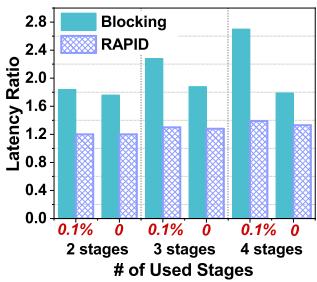 Blocking
RAPID
Latency Ratio
2.8
2.4
2.0
1.6
1.2
0.8
0.4
0.0
0.1% 0 0.1% 0 0.1% 0
2 stages 3 stages 4 stages
# of Used Stages